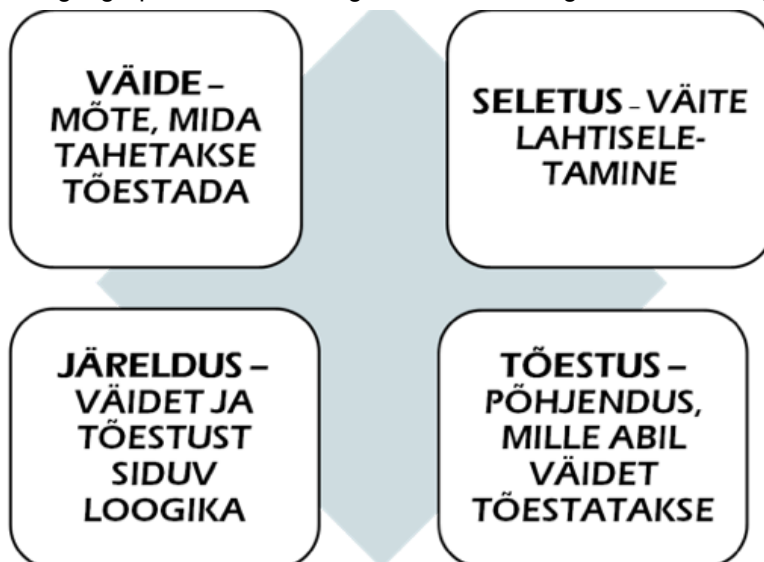 VÄIDE –
MÕTE, MIDA
TAHETAKSE
TÕESTADA
SELETUS – VÄITE
LAHTISELE-
TAMINE
JÄRELDUS –
VÄIDET JA
TÕESTUST
SIDUV
LOOGIKA
TÕESTUS –
PÕHJENDUS,
MILLE ABIL
VÄIDET
TÕESTATAKSE